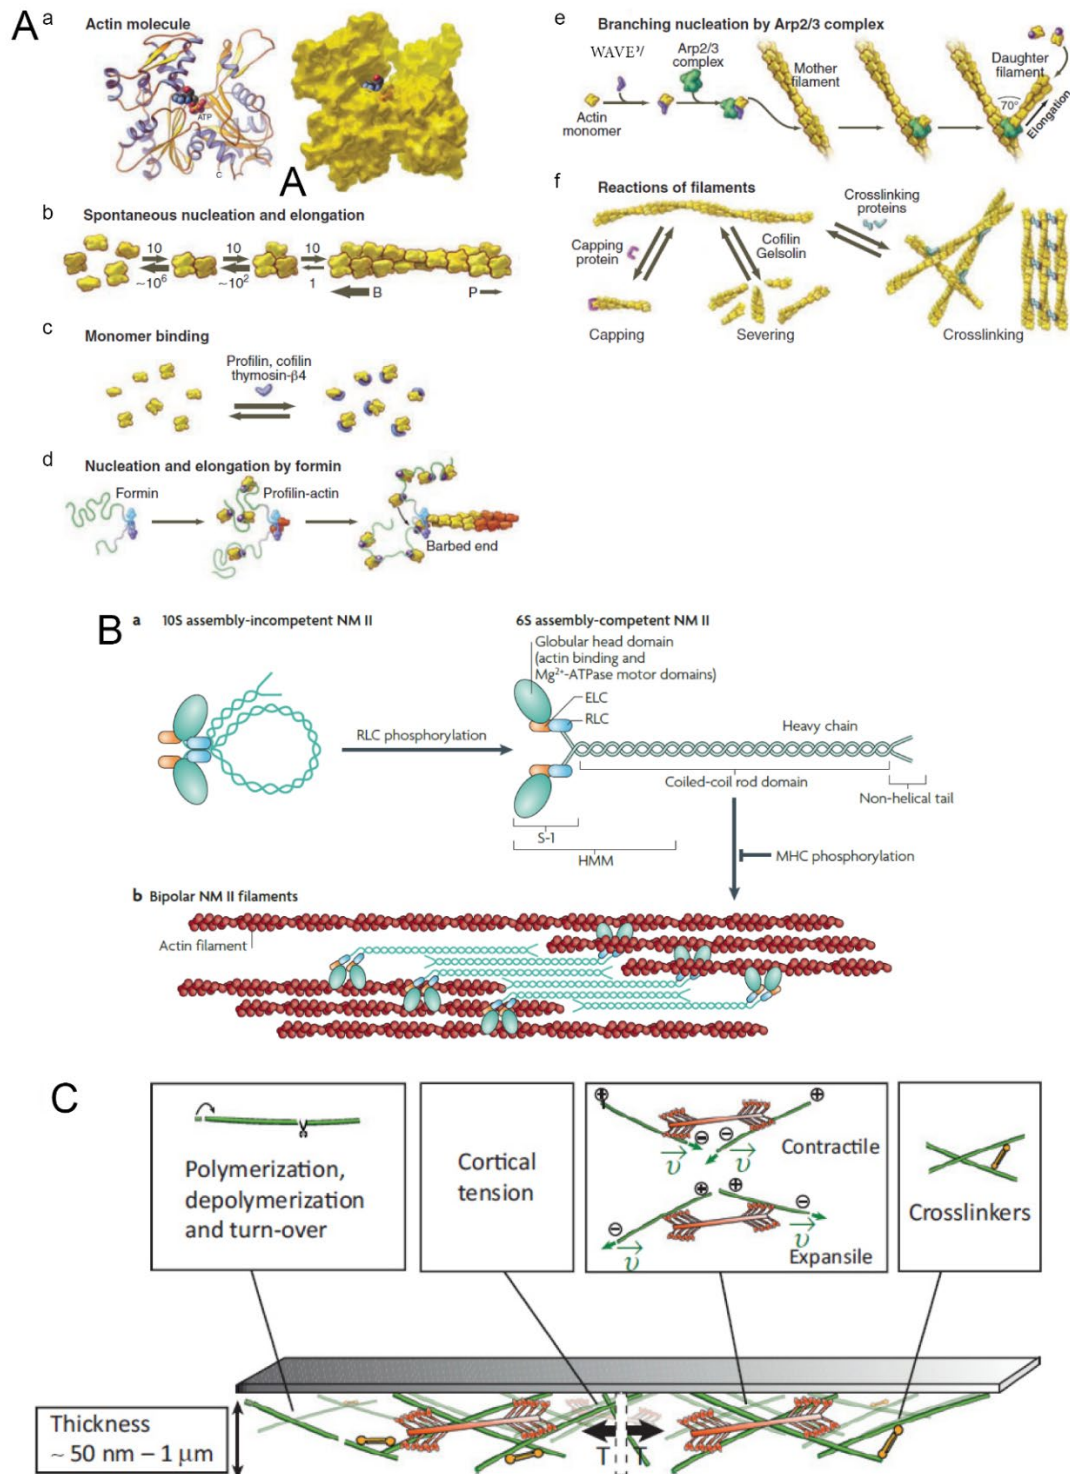 A
a
Actin molecule
ATP
C
A
b
Spontaneous nucleation and elongation
10
10
10
~10⁶
~10²
1
B
P
c
Monomer binding
Profilin, cofilin
thymosin-β4
d
Nucleation and elongation by formin
Formin
Profilin-actin
Barbed end
e
Branching nucleation by Arp2/3 complex
WAVE
Arp2/3
complex
Actin
monomer
Mother
filament
Daughter
filament
70°
Elongation
f
Reactions of filaments
Capping
protein
Cofilin
Gelsolin
Crosslinking
proteins
Capping
Severing
Crosslinking
B
a 10S assembly-incompetent NM II
RLC phosphorylation
6S assembly-competent NM II
Globular head domain
(actin binding and
Mg²⁺-ATPase motor domains)
ELC
RLC
Heavy chain
Coiled-coil rod domain
Non-helical tail
S-1
HMM
MHC phosphorylation
b Bipolar NM II filaments
Actin filament
C
Polymerization,
depolymerization
and turn-over
Cortical
tension
+ +
− −
υ υ
Contractile
+ +
− −
υ υ
Expansile
Crosslinkers
Thickness
~ 50 nm – 1 μm
T T